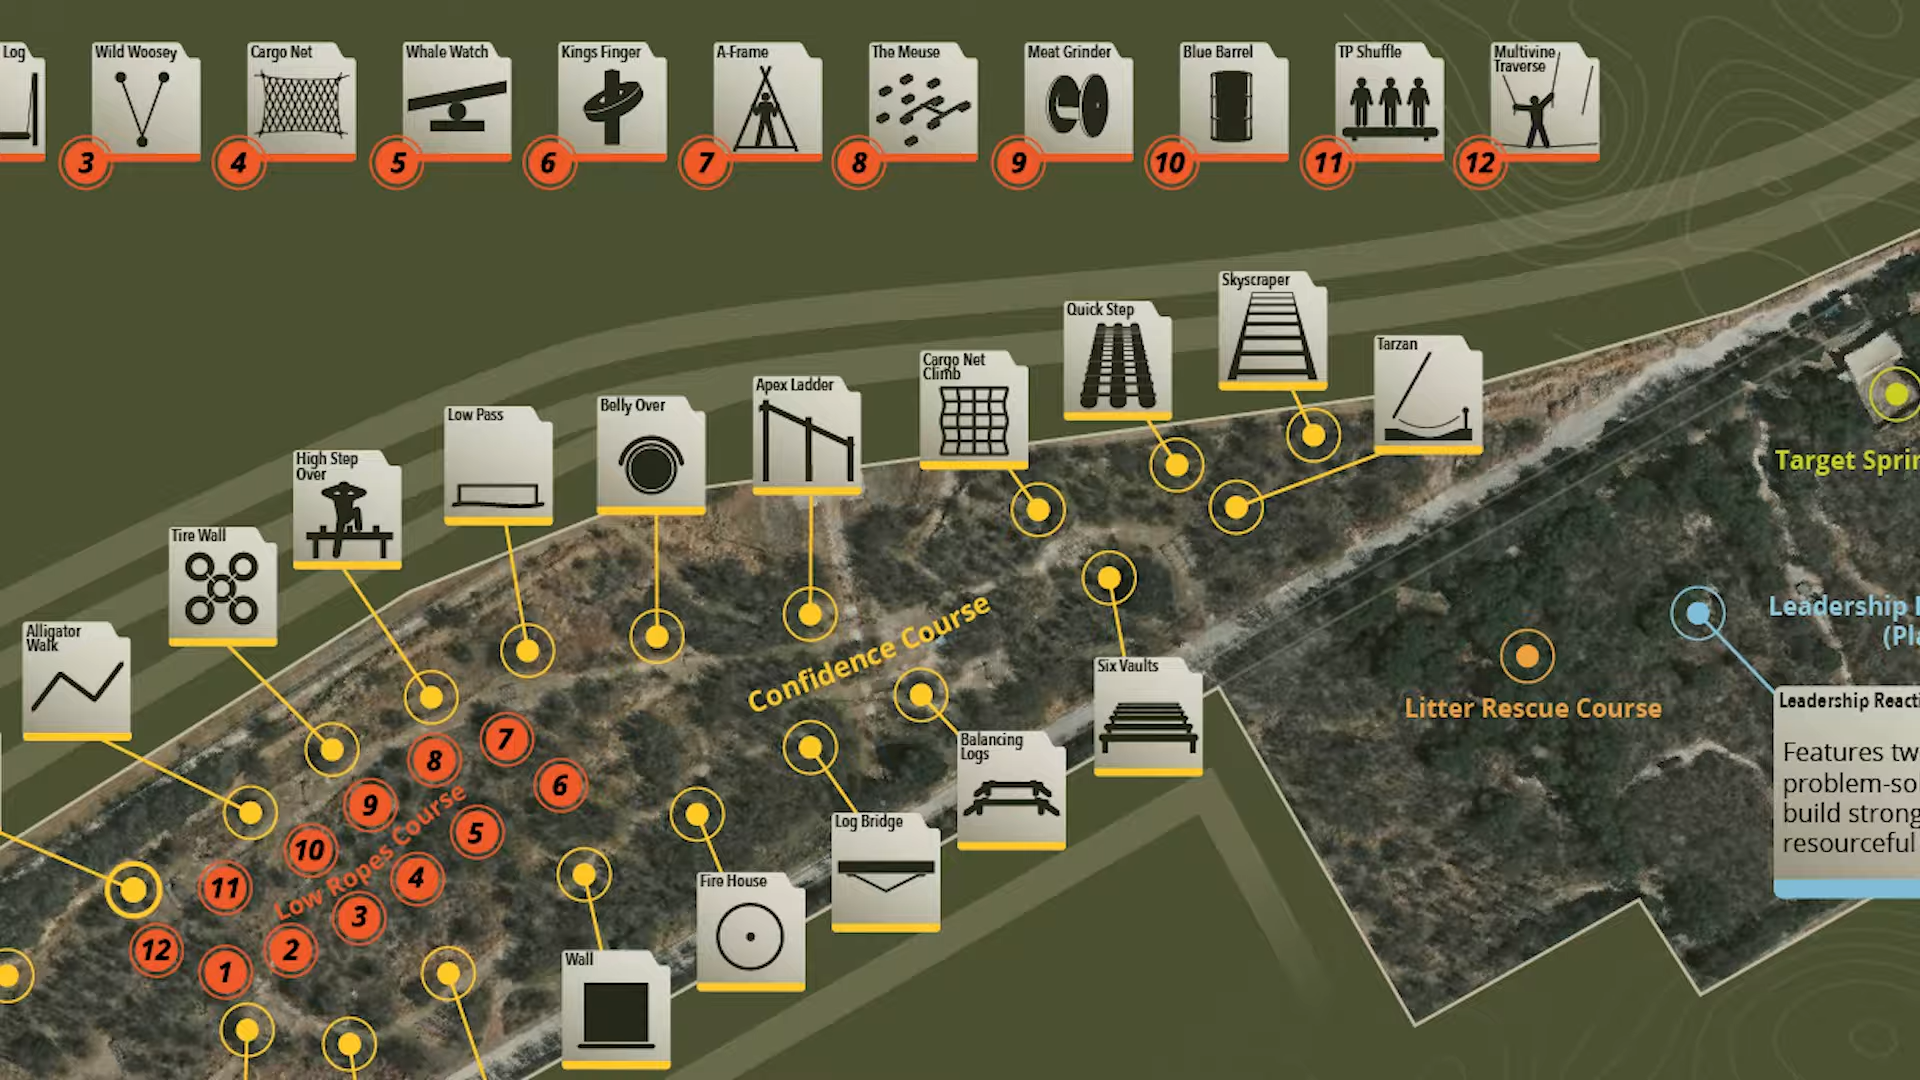 Log
Wild Woosey
Cargo Net
Whale Watch
Kings Finger
A-Frame
The Meuse
Meat Grinder
Blue Barrel
TP Shuffle
Multivine
Traverse
3
4
5
6
7
8
9
10
11
12
Skyscraper
Quick Step
Tarzan
Cargo Net
Climb
Apex Ladder
Belly Over
Low Pass
High Step
Over
Tire Wall
Alligator
Walk
Target Sprin
Confidence Course
Leadership
Litter Rescue Course
Six Vaults
Leadership Reacti
Features tw
problem-so
build strong
resourceful
Balancing
Logs
Log Bridge
Fire House
Wall
Low Ropes Course
7
8
6
9
5
10
4
11
3
12
2
1